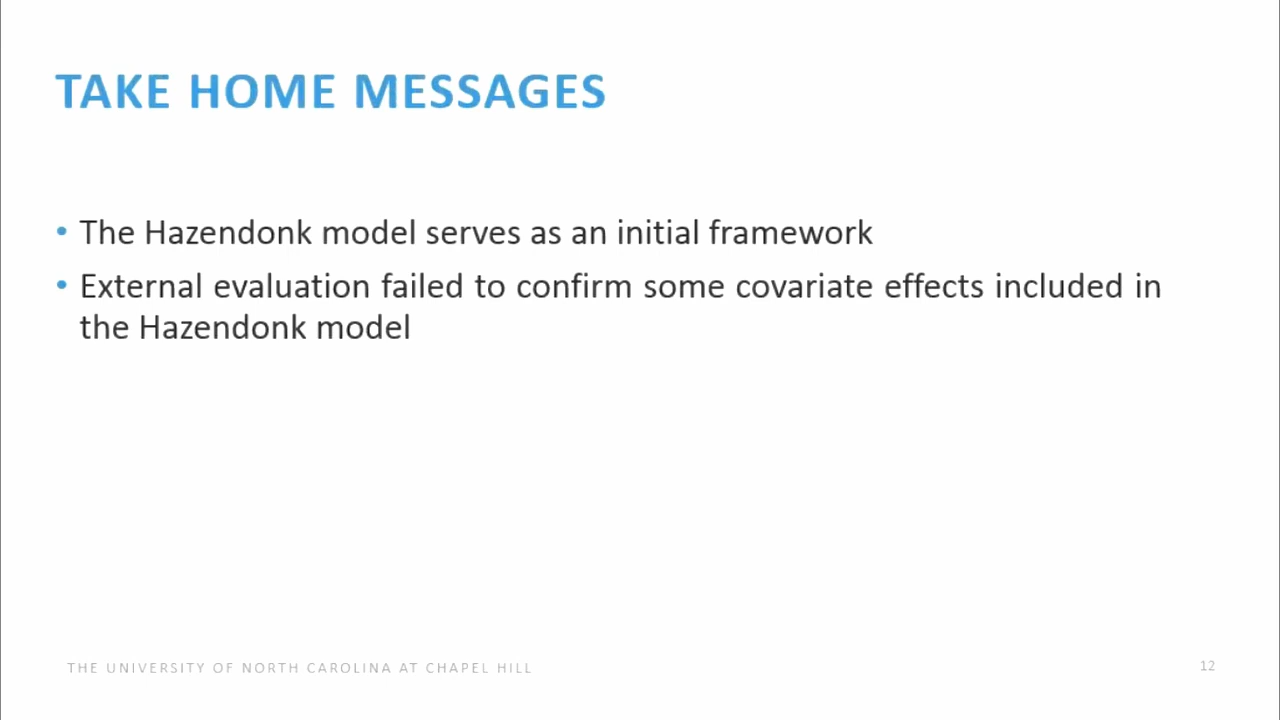 TAKE HOME MESSAGES
• The Hazendonk model serves as an initial framework
• External evaluation failed to confirm some covariate effects included in
the Hazendonk model
THE UNIVERSITY OF NORTH CAROLINA AT CHAPEL HILL
12